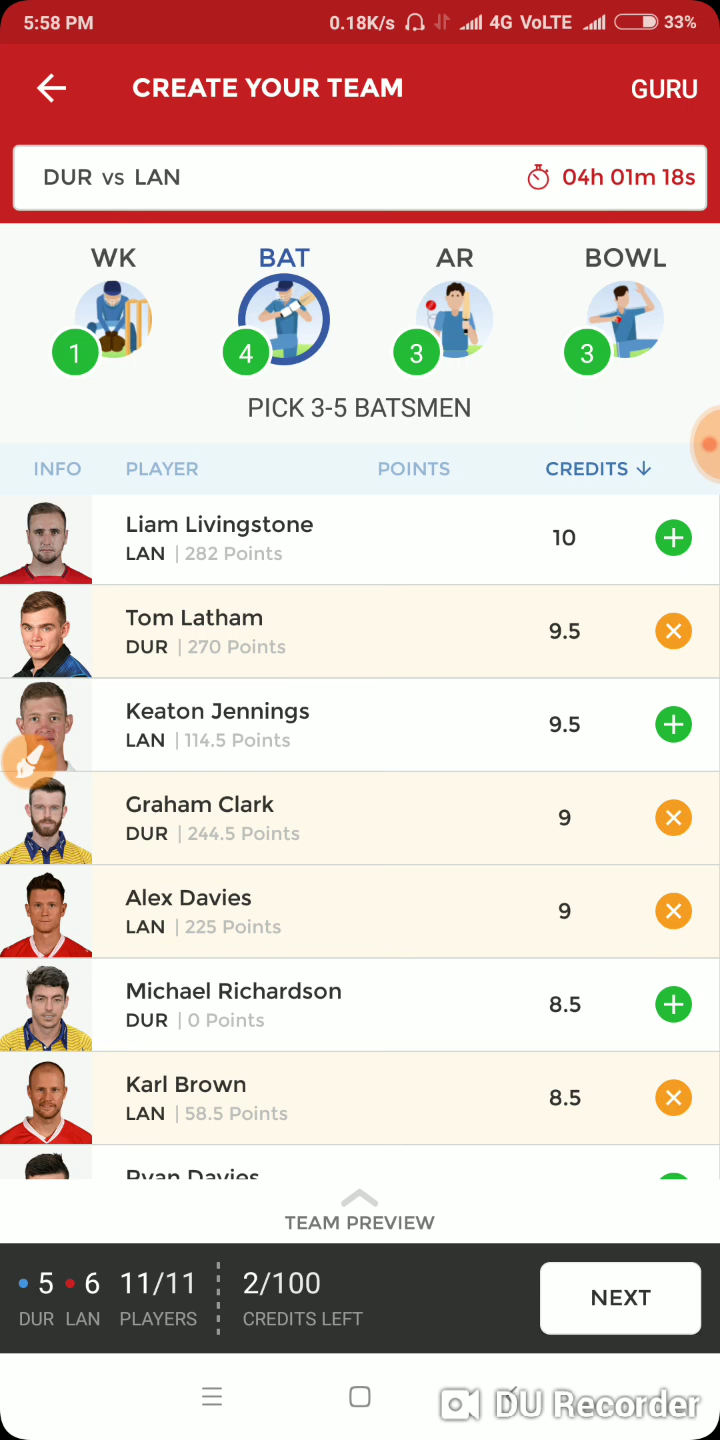 5:58 PM 0.18K/s 4G VoLTE 33%
CREATE YOUR TEAM GURU
DUR vs LAN 04h 01m 18s
WK BAT AR BOWL
1 4 3 3
PICK 3-5 BATSMEN
INFO PLAYER POINTS CREDITS
Liam Livingstone
LAN | 282 Points 10
Tom Latham
DUR | 270 Points 9.5
Keaton Jennings
LAN | 114.5 Points 9.5
Graham Clark
DUR | 244.5 Points 9
Alex Davies
LAN | 225 Points 9
Michael Richardson
DUR | 0 Points 8.5
Karl Brown
LAN | 58.5 Points 8.5
Ryan Davies
TEAM PREVIEW
5 6 11/11 2/100
DUR LAN PLAYERS CREDITS LEFT
NEXT
DU Recorder